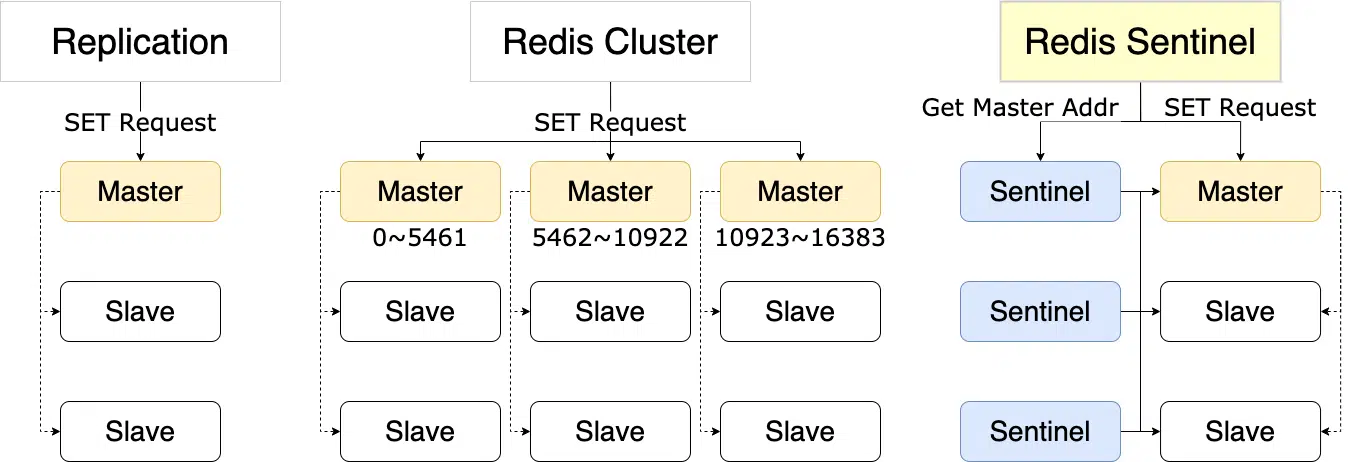 Replication
SET Request
Master
Slave
Slave
Redis Cluster
SET Request
Master
0~5461
Slave
Slave
Master
5462~10922
Slave
Slave
Master
10923~16383
Slave
Slave
Redis Sentinel
Get Master Addr
SET Request
Sentinel
Sentinel
Sentinel
Master
Slave
Slave